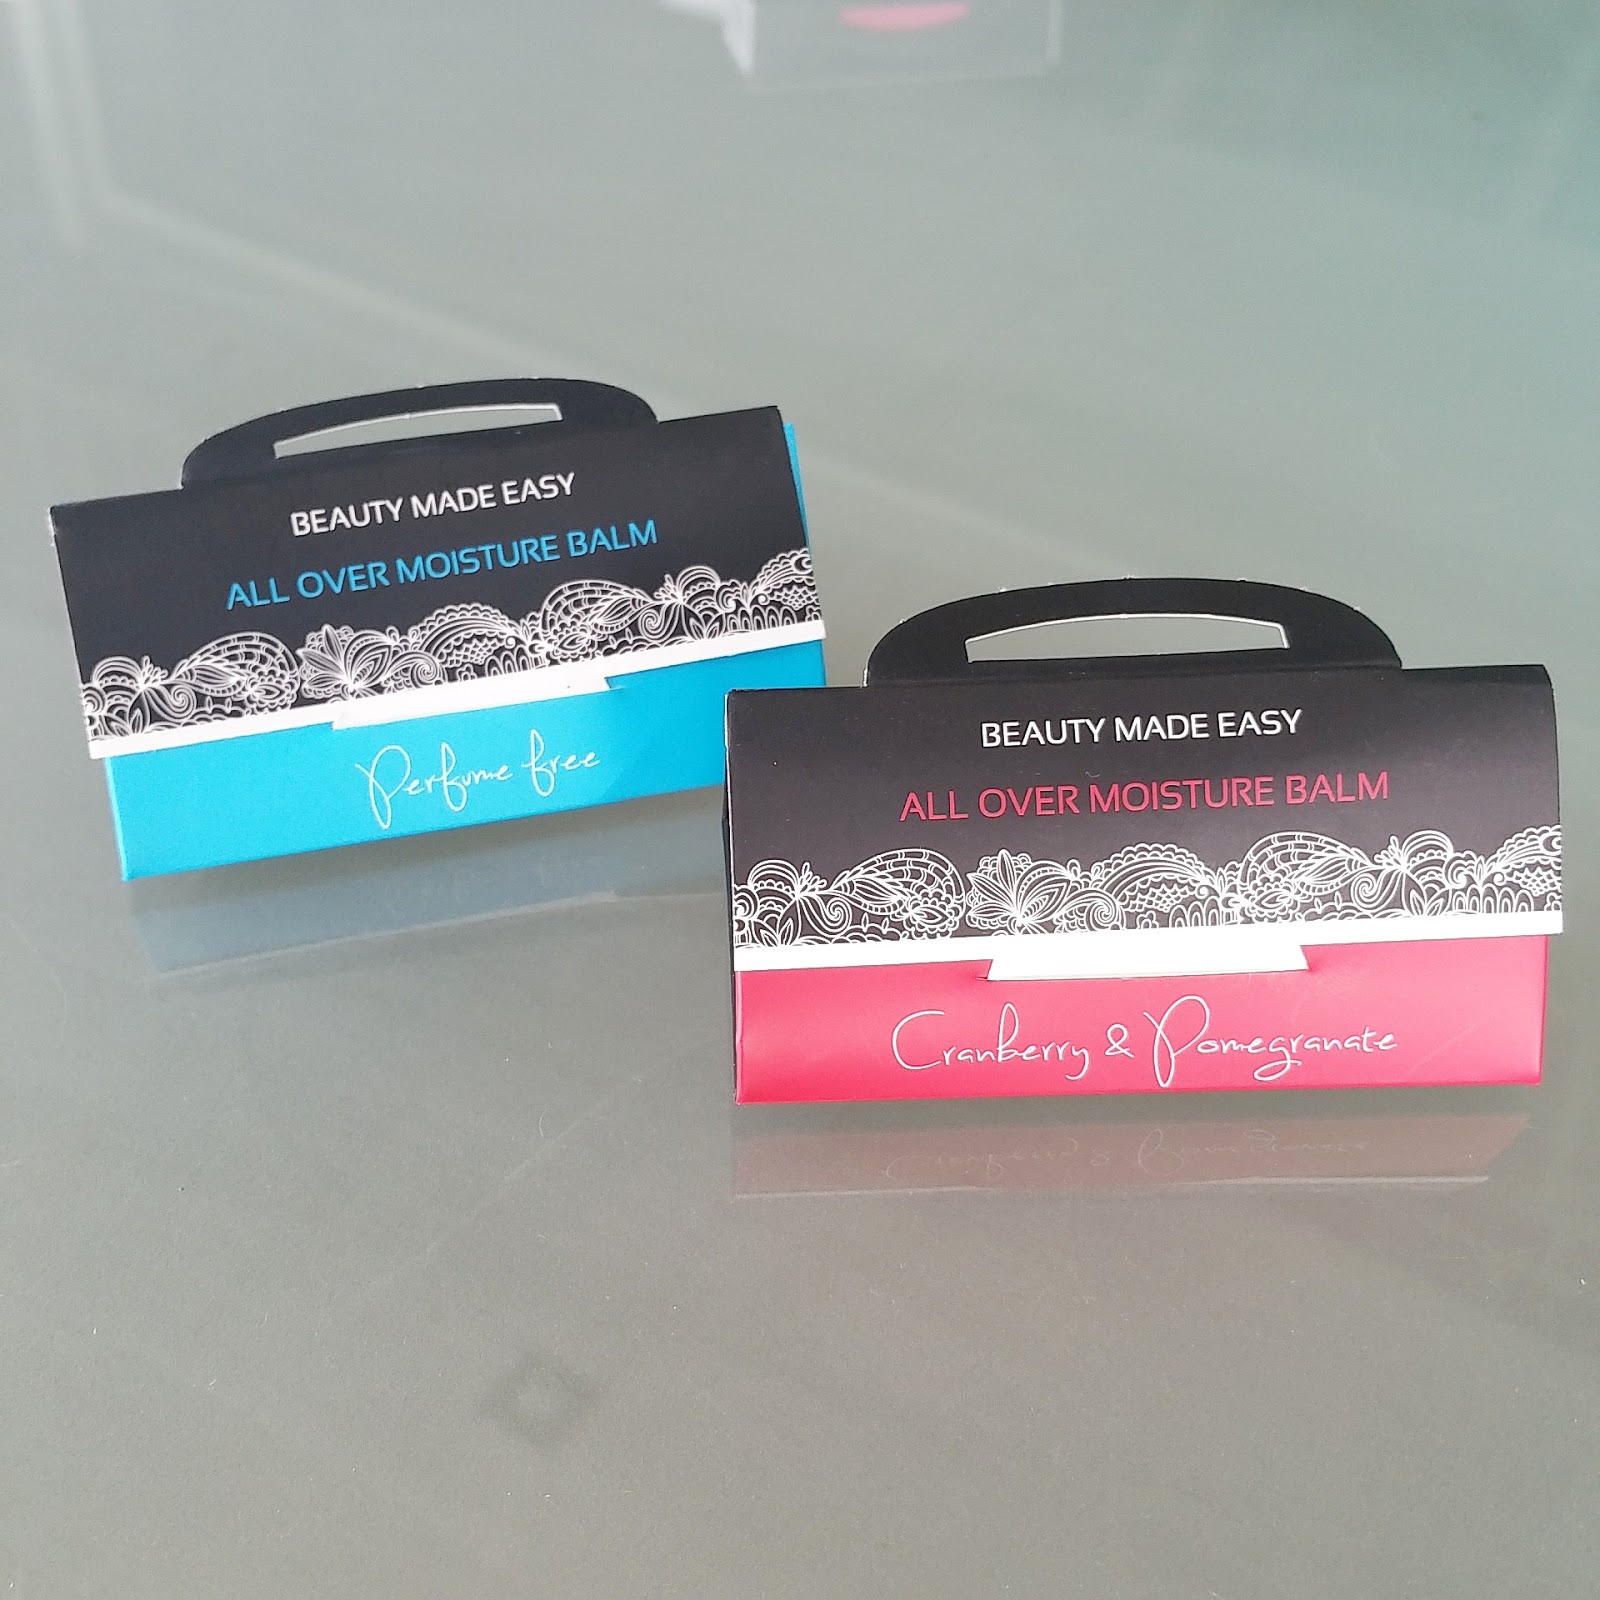 BEAUTY MADE EASY
ALL OVER MOISTURE BALM
Perfume free
BEAUTY MADE EASY
ALL OVER MOISTURE BALM
Cranberry & Pomegranate